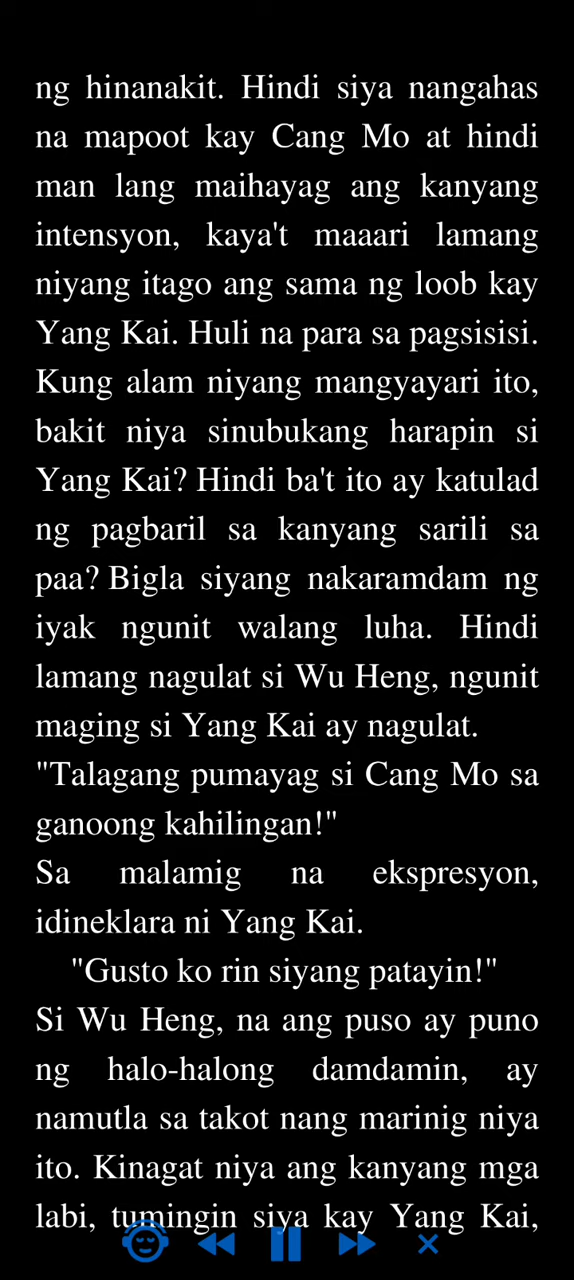 ng hinanakit. Hindi siya nangahas
na mapoot kay Cang Mo at hindi
man lang maihayag ang kanyang
intensyon, kaya't maaari lamang
niyang itago ang sama ng loob kay
Yang Kai. Huli na para sa pagsisisi.
Kung alam niyang mangyayari ito,
bakit niya sinubukang harapin si
Yang Kai? Hindi ba't ito ay katulad
ng pagbaril sa kanyang sarili sa
paa? Bigla siyang nakaramdam ng
iyak ngunit walang luha. Hindi
lamang nagulat si Wu Heng, ngunit
maging si Yang Kai ay nagulat.
"Talagang pumayag si Cang Mo sa
ganoong kahilingan!"
Sa malamig na ekspresyon,
idineklara ni Yang Kai.
"Gusto ko rin siyang patayin!"
Si Wu Heng, na ang puso ay puno
ng halo-halong damdamin, ay
namutla sa takot nang marinig niya
ito. Kinagat niya ang kanyang mga
labi, tumingin siya kay Yang Kai,